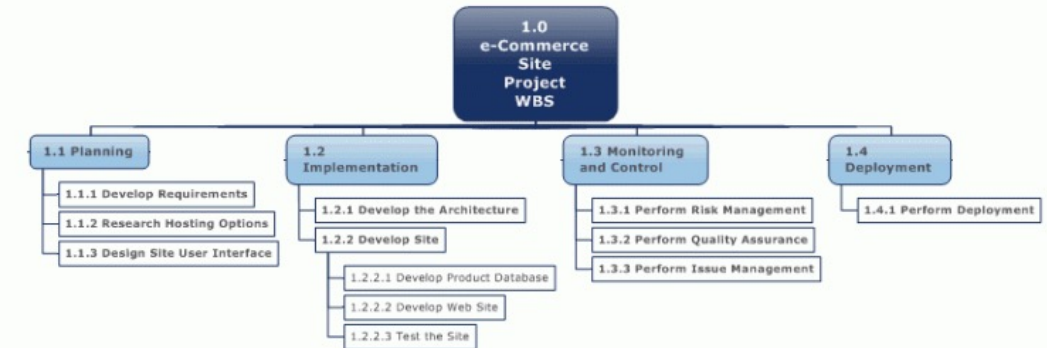 1.0
e-Commerce
Site
Project
WBS
1.1 Planning
1.1.1 Develop Requirements
1.1.2 Research Hosting Options
1.1.3 Design Site User Interface
1.2
Implementation
1.2.1 Develop the Architecture
1.2.2 Develop Site
1.2.2.1 Develop Product Database
1.2.2.2 Develop Web Site
1.2.2.3 Test the Site
1.3 Monitoring
and Control
1.3.1 Perform Risk Management
1.3.2 Perform Quality Assurance
1.3.3 Perform Issue Management
1.4
Deployment
1.4.1 Perform Deployment